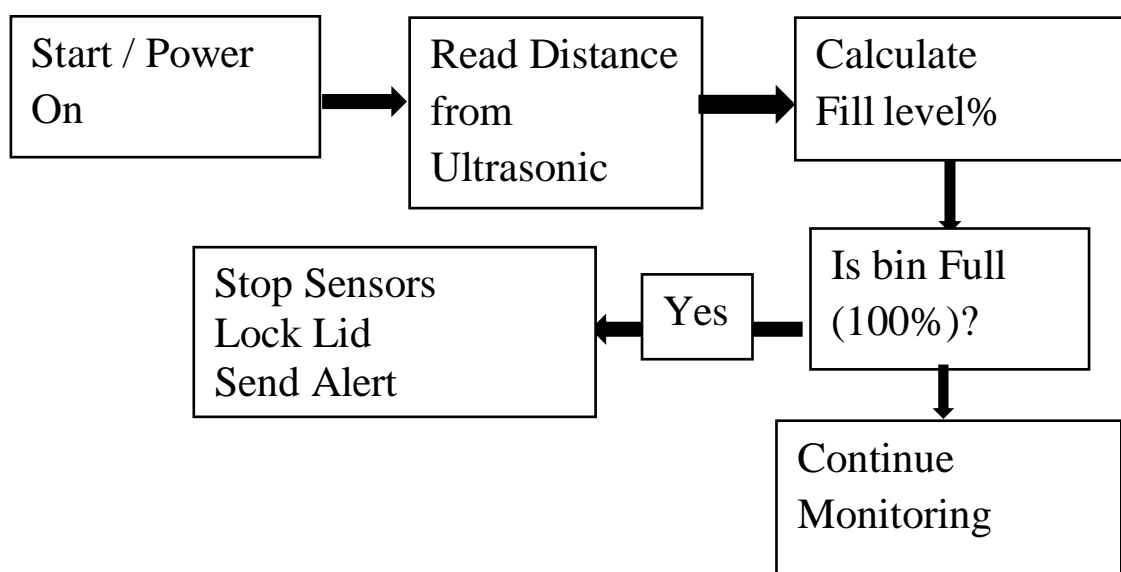 Start / Power
On
Read Distance
from
Ultrasonic
Calculate
Fill level%
Is bin Full
(100%)?
Yes
Stop Sensors
Lock Lid
Send Alert
Continue
Monitoring